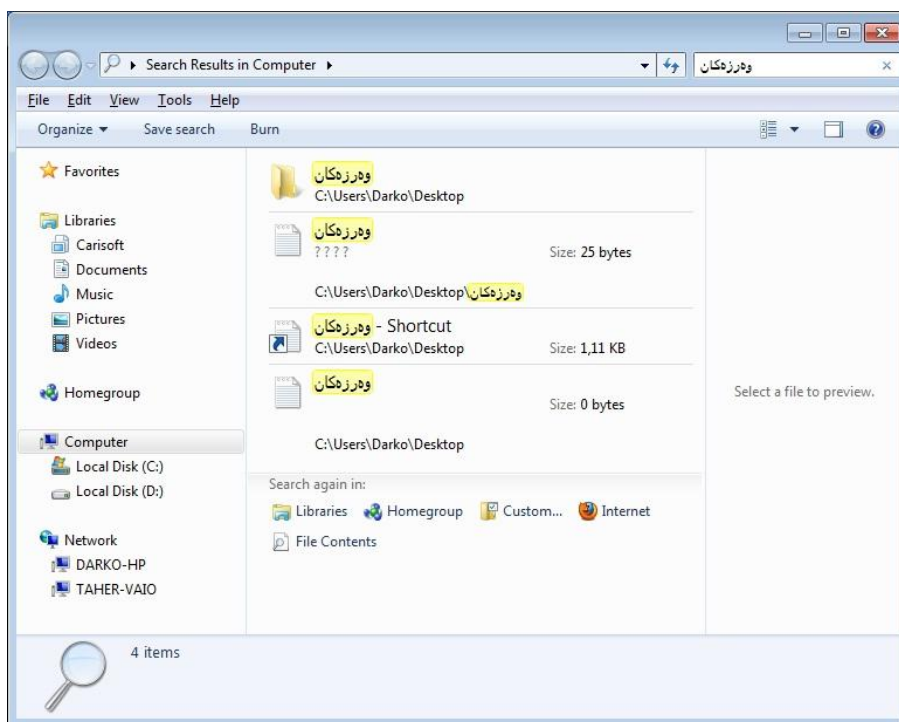 Search Results in Computer
وەرزەکان
File Edit View Tools Help
Organize Save search Burn
Favorites
Libraries
Carisoft
Documents
Music
Pictures
Videos
Homegroup
Computer
Local Disk (C:)
Local Disk (D:)
Network
DARKO-HP
TAHER-VAIO
وەرزەکان
C:\Users\Darko\Desktop
وەرزەکان
? ? ? ?
Size: 25 bytes
C:\Users\Darko\Desktop\وەرزەکان
وەرزەکان - Shortcut
C:\Users\Darko\Desktop
Size: 1,11 KB
وەرزەکان
Size: 0 bytes
C:\Users\Darko\Desktop
Search again in:
Libraries Homegroup Custom... Internet
File Contents
Select a file to preview.
4 items